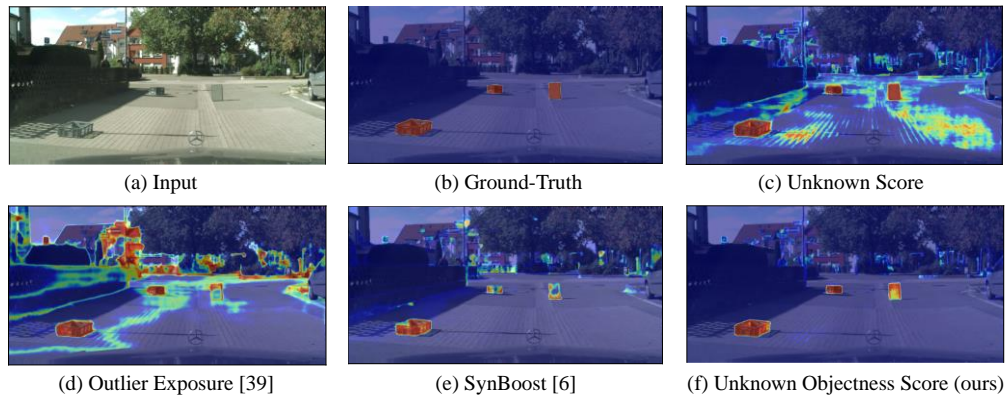 (a) Input
(b) Ground-Truth
(c) Unknown Score
(d) Outlier Exposure [39]
(e) SynBoost [6]
(f) Unknown Objectness Score (ours)